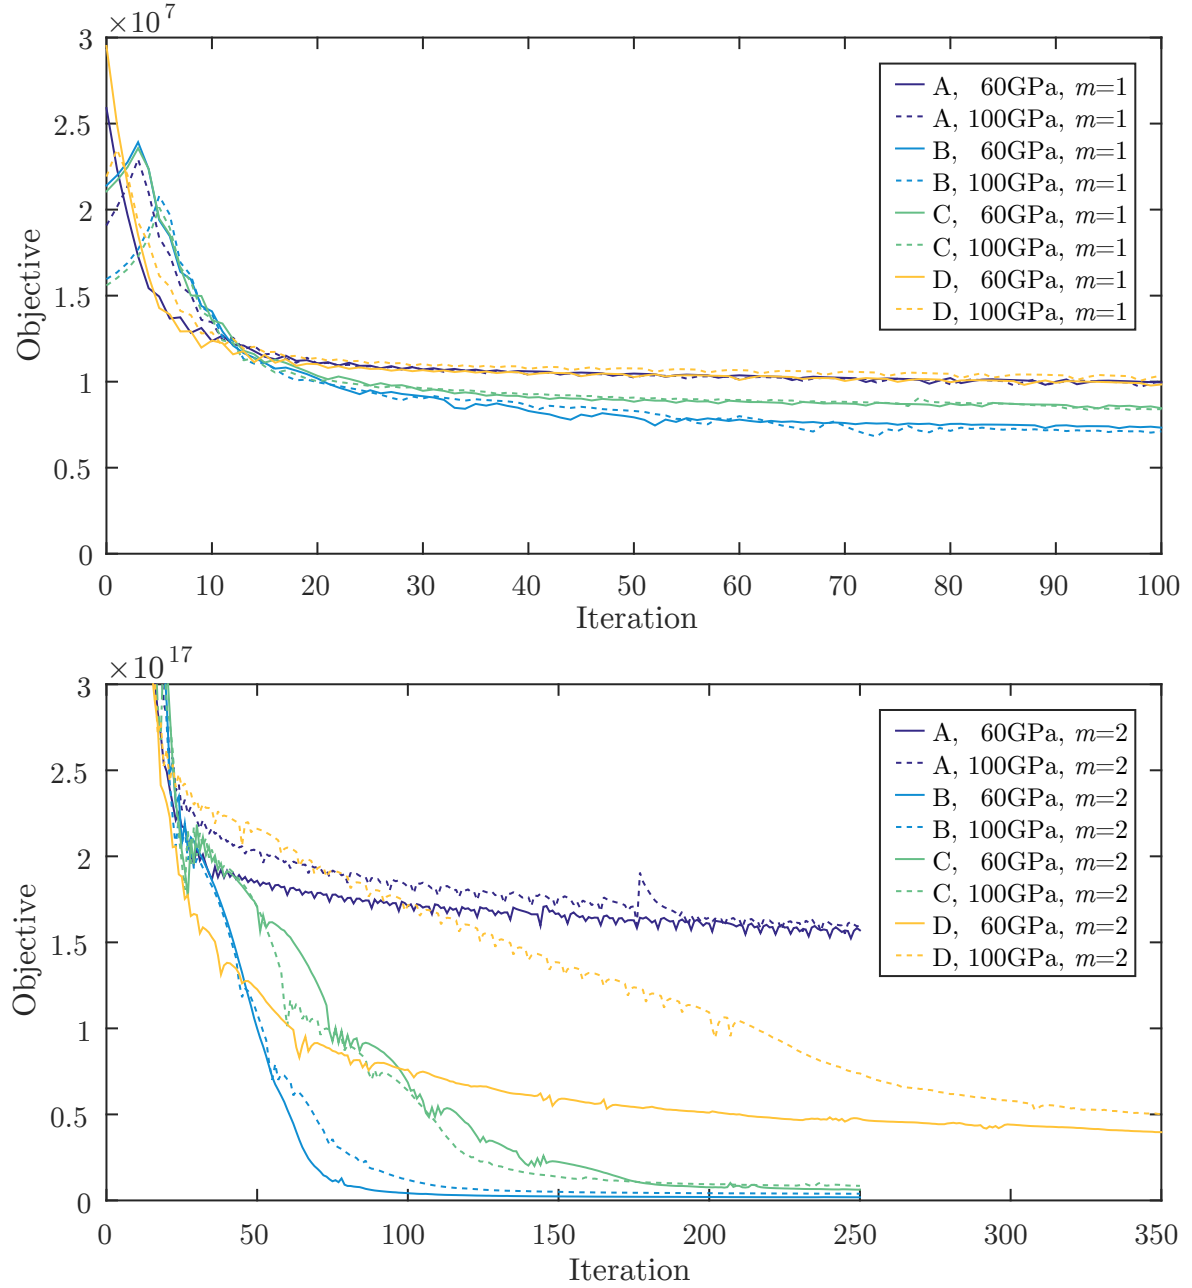 ×10^7
3
2.5
2
1.5
1
0.5
0
Objective
A, 60GPa, m=1
A, 100GPa, m=1
B, 60GPa, m=1
B, 100GPa, m=1
C, 60GPa, m=1
C, 100GPa, m=1
D, 60GPa, m=1
D, 100GPa, m=1
0 10 20 30 40 50 60 70 80 90 100
Iteration
×10^17
3
2.5
2
1.5
1
0.5
0
Objective
A, 60GPa, m=2
A, 100GPa, m=2
B, 60GPa, m=2
B, 100GPa, m=2
C, 60GPa, m=2
C, 100GPa, m=2
D, 60GPa, m=2
D, 100GPa, m=2
0 50 100 150 200 250 300 350
Iteration